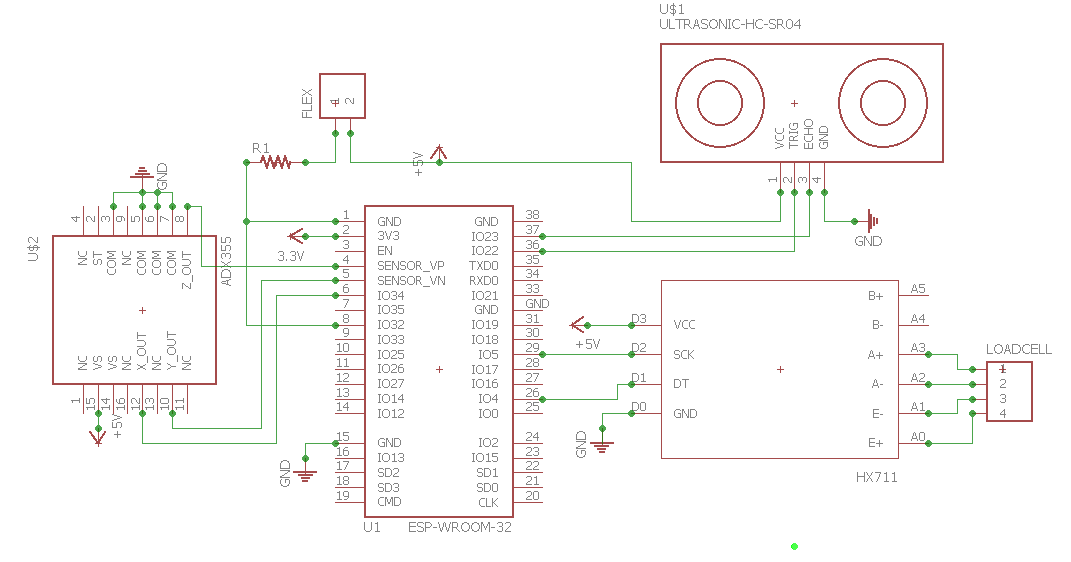 U$1
ULTRASONIC-HC-SR04
VCC
TRIG
ECHO
GND
1
2
3
4
GND
FLEX
1
2
R1
+5V
GND
U$2
ADX355
4
2
3
9
5
6
7
8
NC
ST
COM
NC
COM
COM
COM
Z_OUT
NC
VS
VS
NC
X_OUT
NC
Y_OUT
NC
1
15
14
16
12
13
10
11
+5V
3.3V
1 GND
2 3V3
3 EN
4 SENSOR_VP
5 SENSOR_VN
6 IO34
7 IO35
8 IO32
9 IO33
10 IO25
11 IO26
12 IO27
13 IO14
14 IO12
15 GND
16 IO13
17 SD2
18 SD3
19 CMD
GND 38
IO23 37
IO22 36
TXD0 35
RXD0 34
IO21 33
GND GND
IO19 31
IO18 30
IO5 29
IO17 28
IO16 27
IO4 26
IO0 25
IO2 24
IO15 23
SD1 22
SD0 21
CLK 20
GND
U1
ESP-WROOM-32
+5V
GND
D3 VCC
D2 SCK
D1 DT
D0 GND
B+ A5
B- A4
A+ A3
A- A2
E- A1
E+ A0
HX711
LOADCELL
1
2
3
4